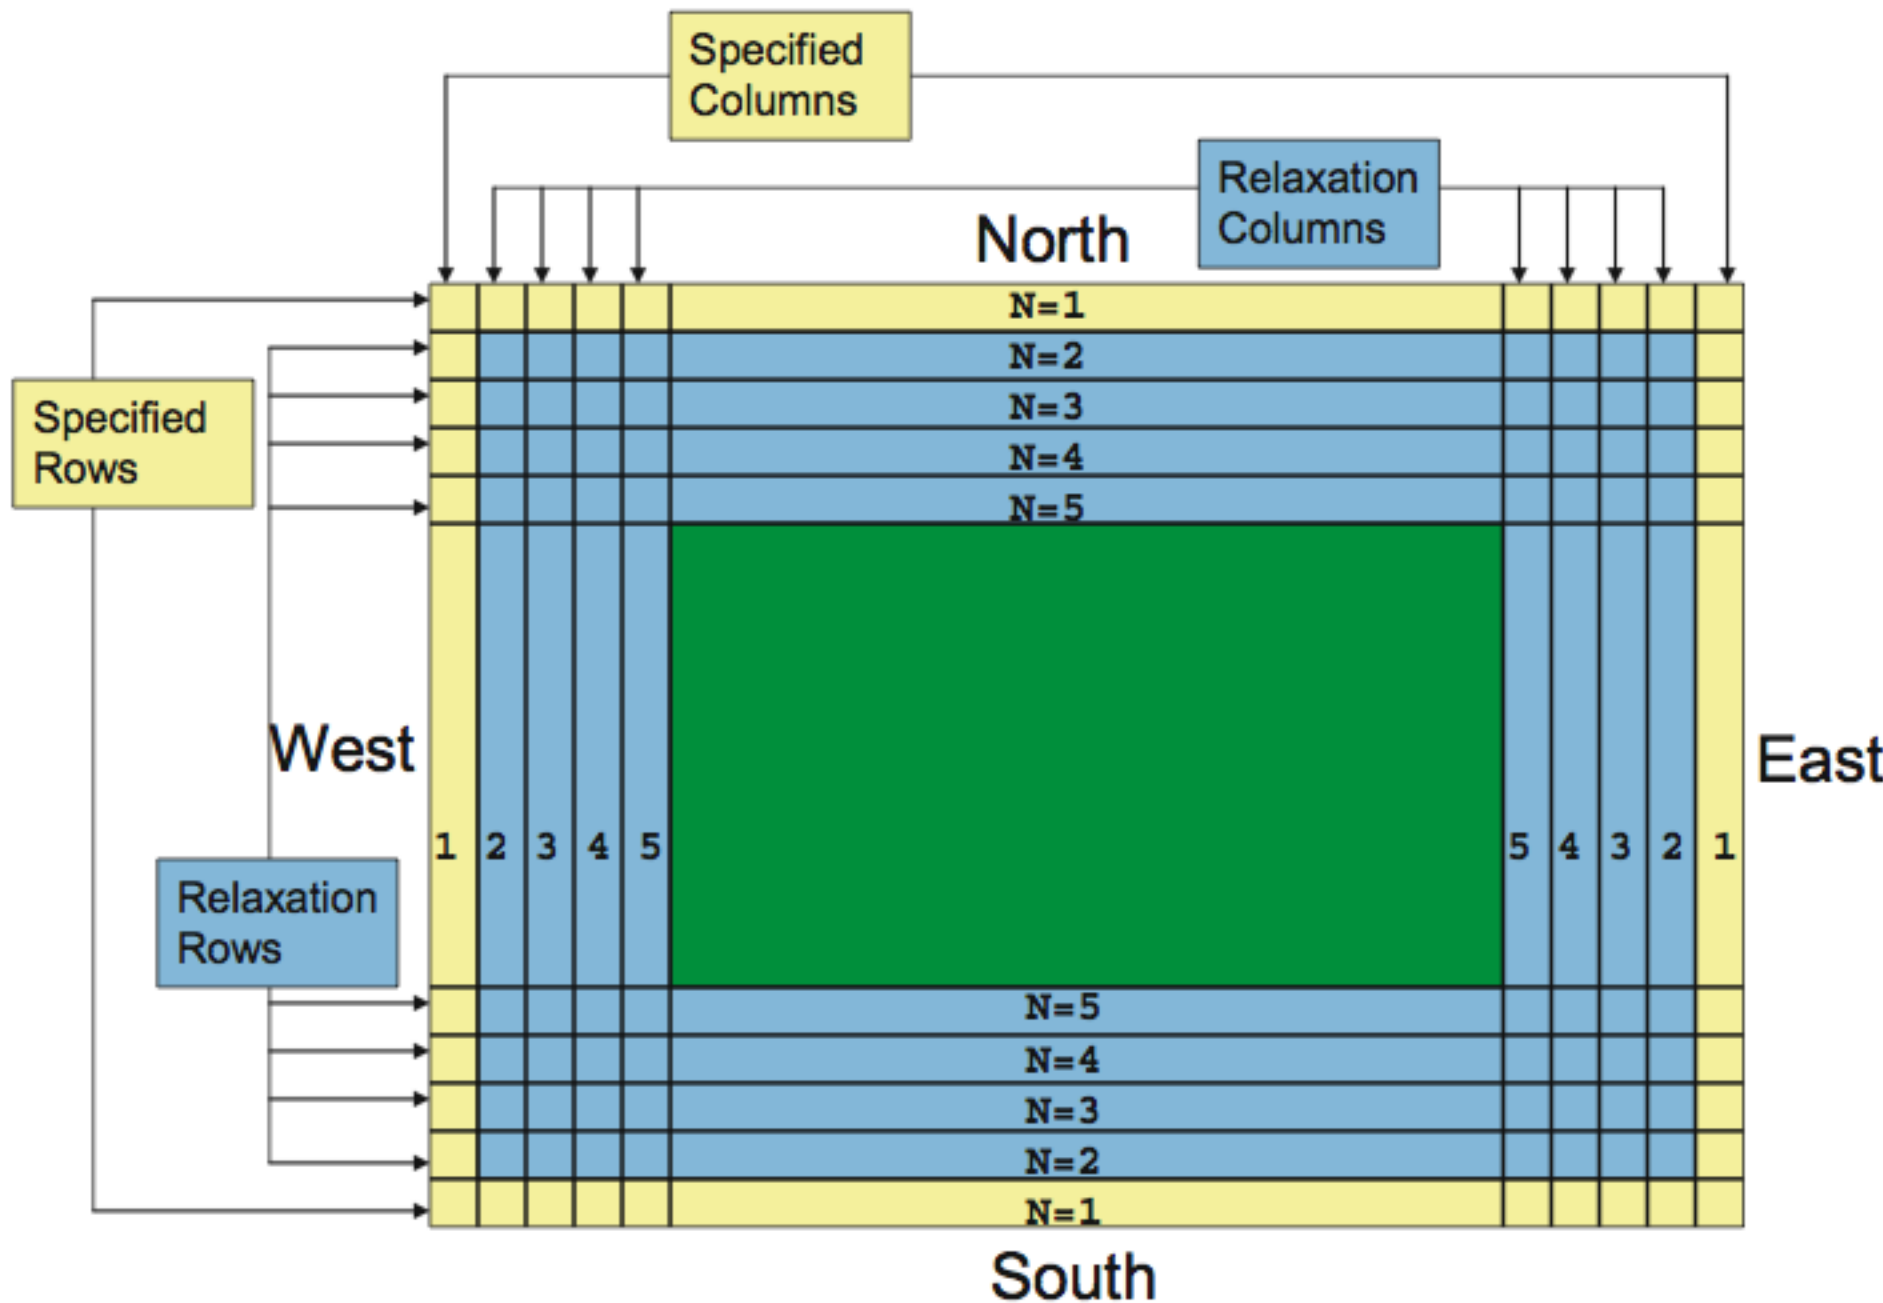 Specified
Columns
Relaxation
Columns
North
N=1
N=2
N=3
N=4
N=5
Specified
Rows
West
East
1 2 3 4 5 5 4 3 2 1
Relaxation
Rows
N=5
N=4
N=3
N=2
N=1
South